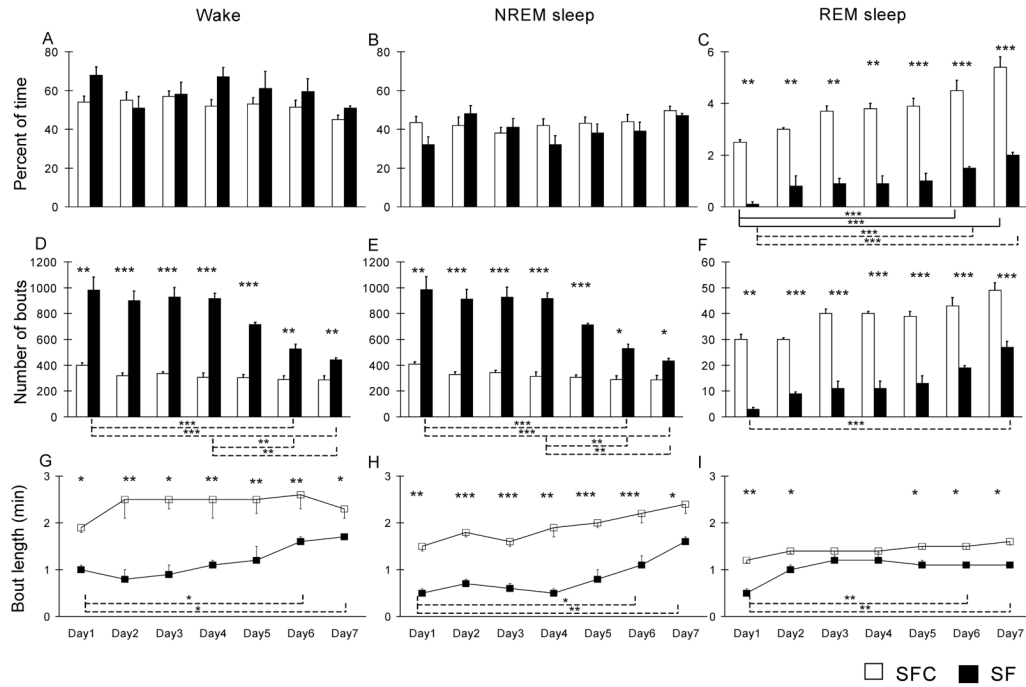 Wake NREM sleep REM sleep
A B C
Percent of time
80 60 40 20 0
80 60 40 20 0
6 4 2 0
** ** ** ** *** *** ***
***
***
***
***
D E F
Number of bouts
1200 1000 800 600 400 200 0
1200 1000 800 600 400 200 0
60 50 40 30 20 10 0
** *** *** *** *** ** **
** *** *** *** *** * *
** *** *** *** *** *** ***
***
***
**
**
***
***
**
**
***
G H I
Bout length (min)
3 2 1 0
3 2 1 0
3 2 1 0
* ** * ** ** ** *
** *** *** ** *** *** *
** * * * *
*
*
*
**
**
**
Day1 Day2 Day3 Day4 Day5 Day6 Day7
Day1 Day2 Day3 Day4 Day5 Day6 Day7
Day1 Day2 Day3 Day4 Day5 Day6 Day7
SFC SF